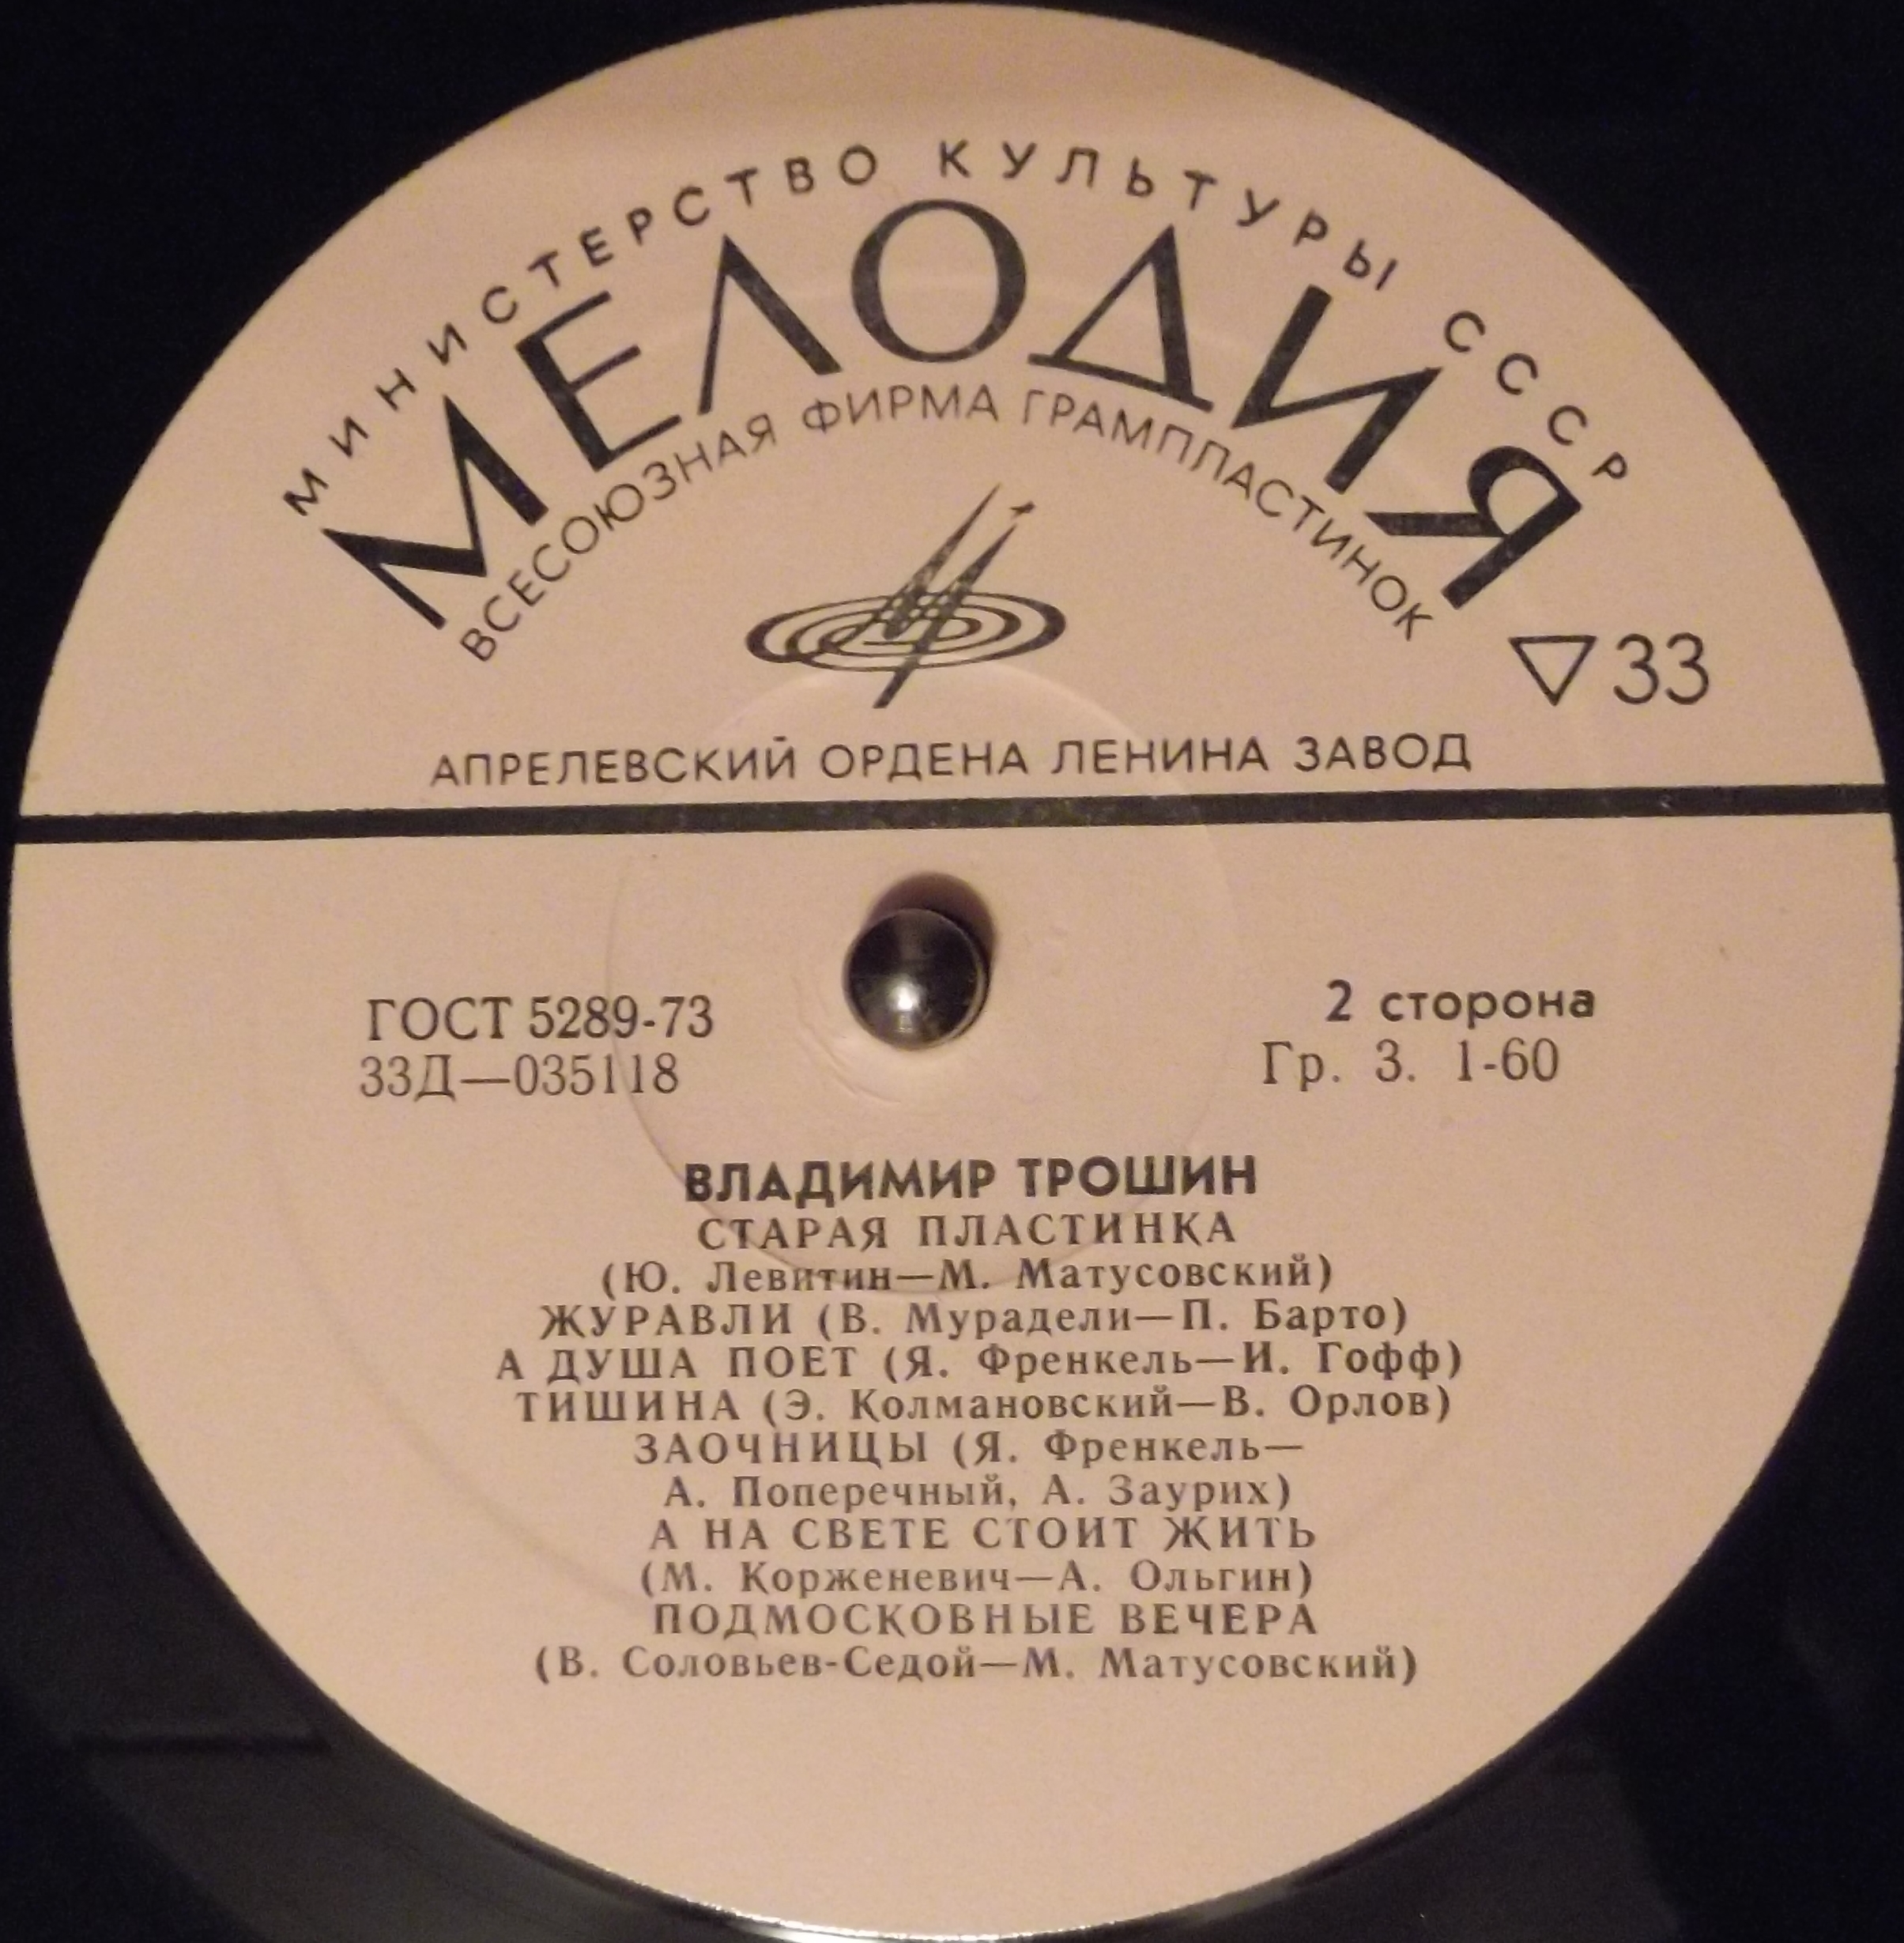 МИНИСТЕРСТВО КУЛЬТУРЫ СССР
МЕЛОДИЯ
ВСЕСОЮЗНАЯ ФИРМА ГРАМПЛАСТИНОК
33
АПРЕЛЕВСКИЙ ОРДЕНА ЛЕНИНА ЗАВОД
ГОСТ 5289-73
33Д—035118
2 сторона
Гр. 3. 1-60
ВЛАДИМИР ТРОШИН
СТАРАЯ ПЛАСТИНКА
(Ю. Левитин—М. Матусовский)
ЖУРАВЛИ (В. Мурадели—П. Барто)
А ДУША ПОЕТ (Я. Френкель—И. Гофф)
ТИШИНА (Э. Колмановский—В. Орлов)
ЗАОЧНИЦЫ (Я. Френкель—
А. Поперечный, А. Заурих)
А НА СВЕТЕ СТОИТ ЖИТЬ
(М. Корженевич—А. Ольгин)
ПОДМОСКОВНЫЕ ВЕЧЕРА
(В. Соловьев-Седой—М. Матусовский)